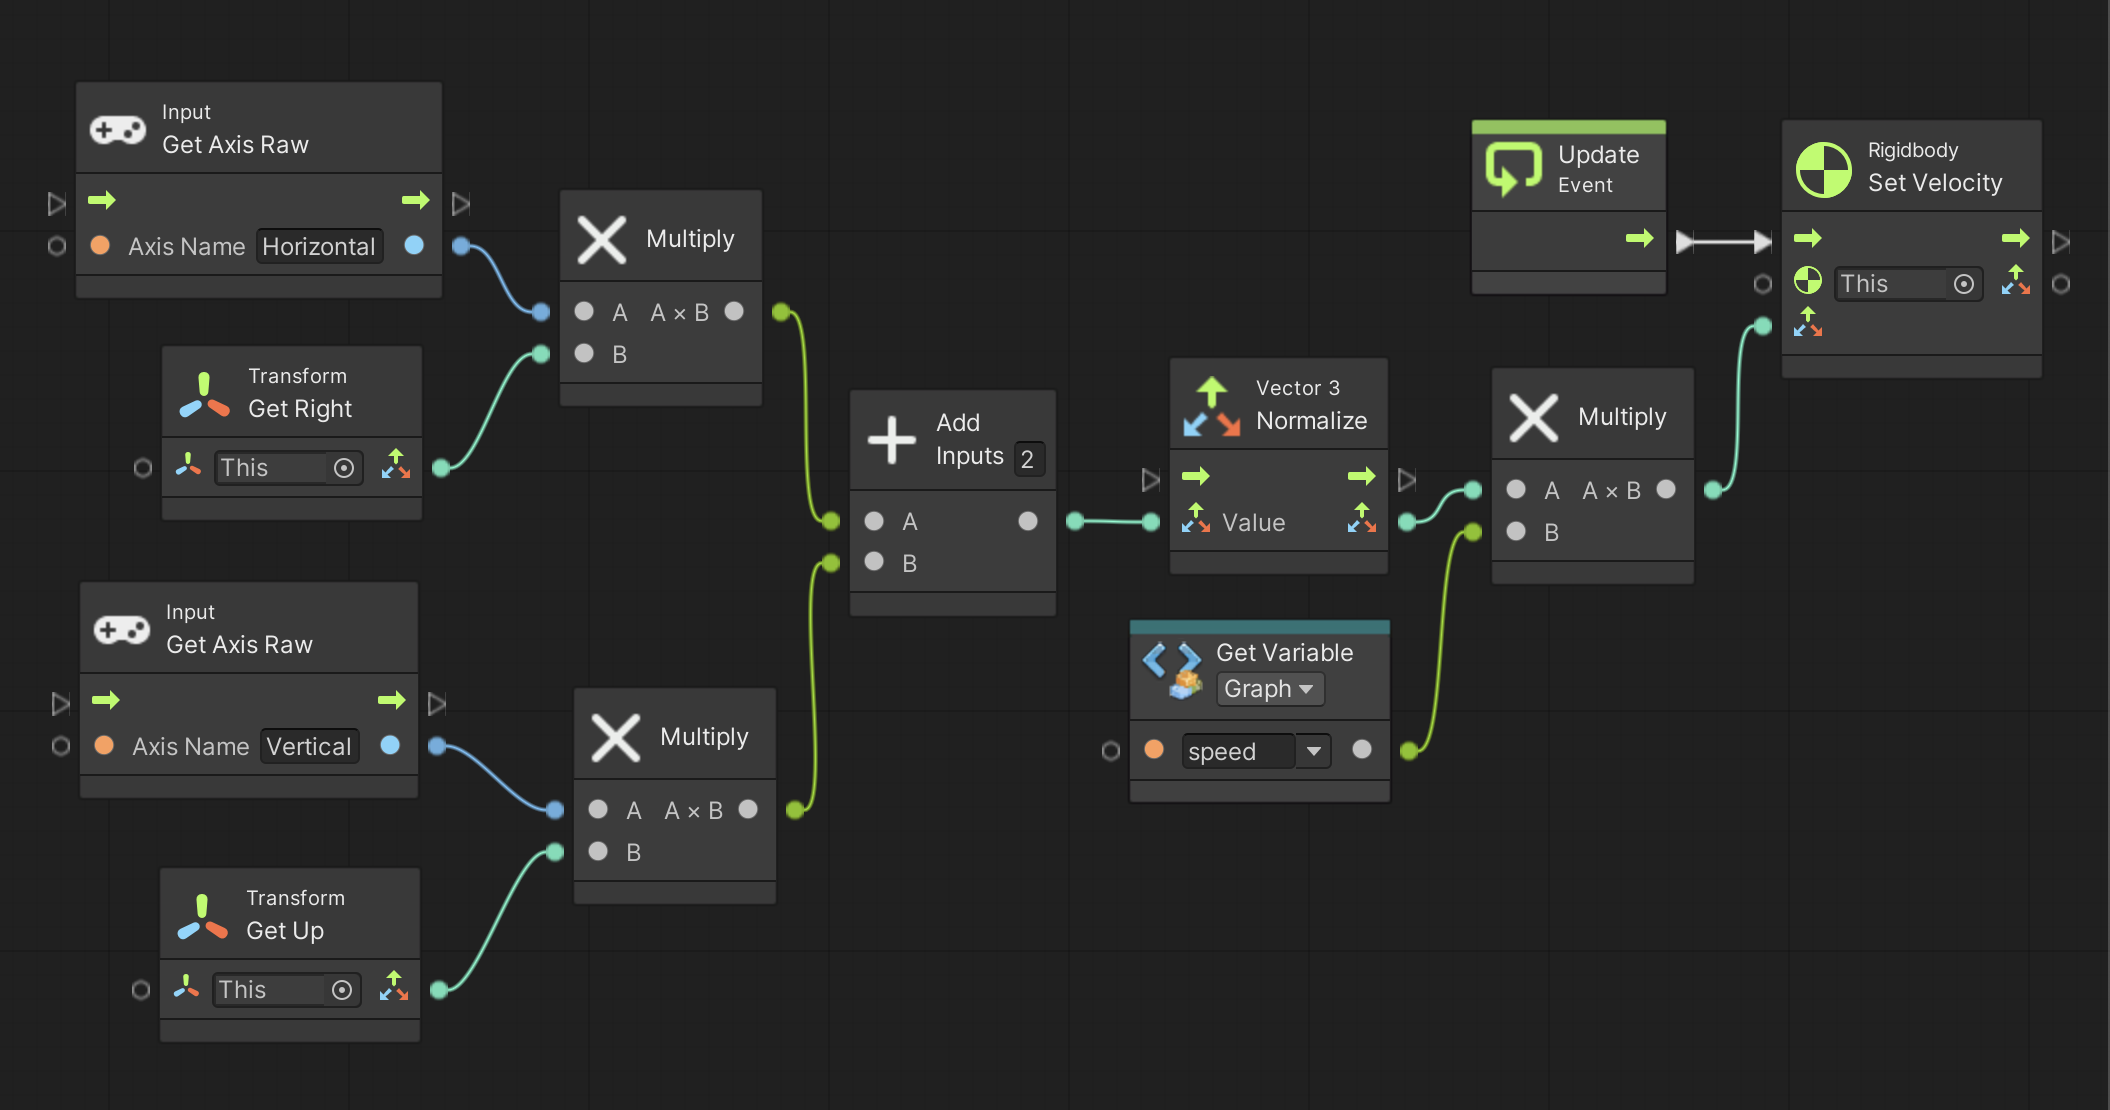 Input
Get Axis Raw
Axis Name Horizontal
Transform
Get Right
This
Multiply
A A × B
B
Input
Get Axis Raw
Axis Name Vertical
Transform
Get Up
This
Multiply
A A × B
B
Add
Inputs 2
A
B
Vector 3
Normalize
Value
Get Variable
Graph
speed
Multiply
A A × B
B
Update
Event
Rigidbody
Set Velocity
This